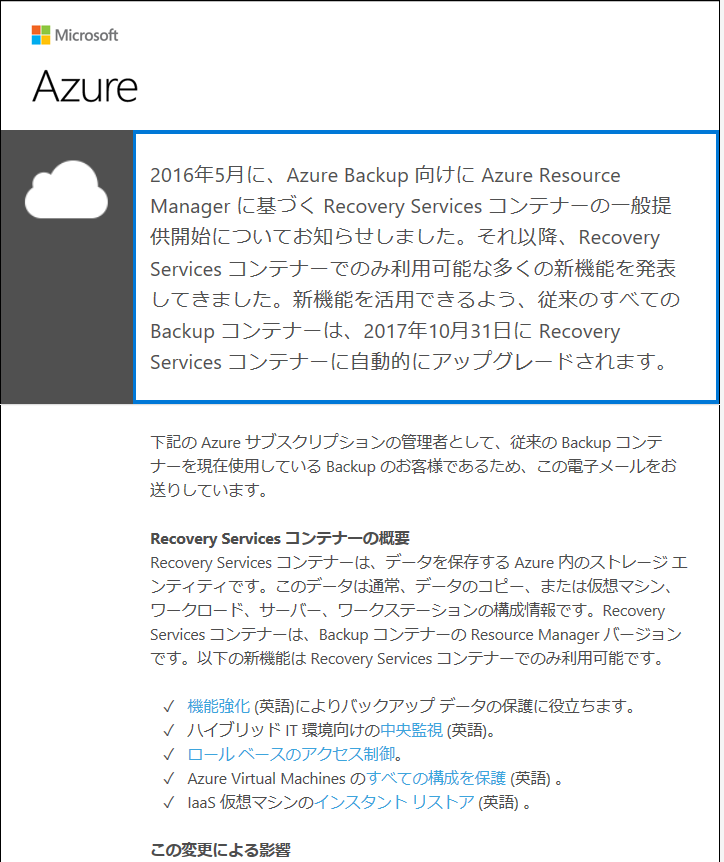 Microsoft
Azure
2016年5月に、Azure Backup 向けに Azure Resource
Manager に基づく Recovery Services コンテナーの一般提
供開始についてお知らせしました。それ以降、Recovery
Services コンテナーでのみ利用可能な多くの新機能を発表
してきました。新機能を活用できるよう、従来のすべての
Backup コンテナーは、2017年10月31日に Recovery
Services コンテナーに自動的にアップグレードされます。
下記の Azure サブスクリプションの管理者として、従来の Backup コンテ
ナーを現在使用している Backup のお客様であるため、この電子メールをお
送りしています。
Recovery Services コンテナーの概要
Recovery Services コンテナーは、データを保存する Azure 内のストレージ エ
ンティティです。このデータは通常、データのコピー、または仮想マシン、
ワークロード、サーバー、ワークステーションの構成情報です。Recovery
Services コンテナーは、Backup コンテナーの Resource Manager バージョン
です。以下の新機能は Recovery Services コンテナーでのみ利用可能です。
✓ 機能強化 (英語)によりバックアップ データの保護に役立ちます。
✓ ハイブリッド IT 環境向けの中央監視 (英語)。
✓ ロール ベースのアクセス制御。
✓ Azure Virtual Machines のすべての構成を保護 (英語) 。
✓ IaaS 仮想マシンのインスタント リストア (英語) 。
この変更による影響